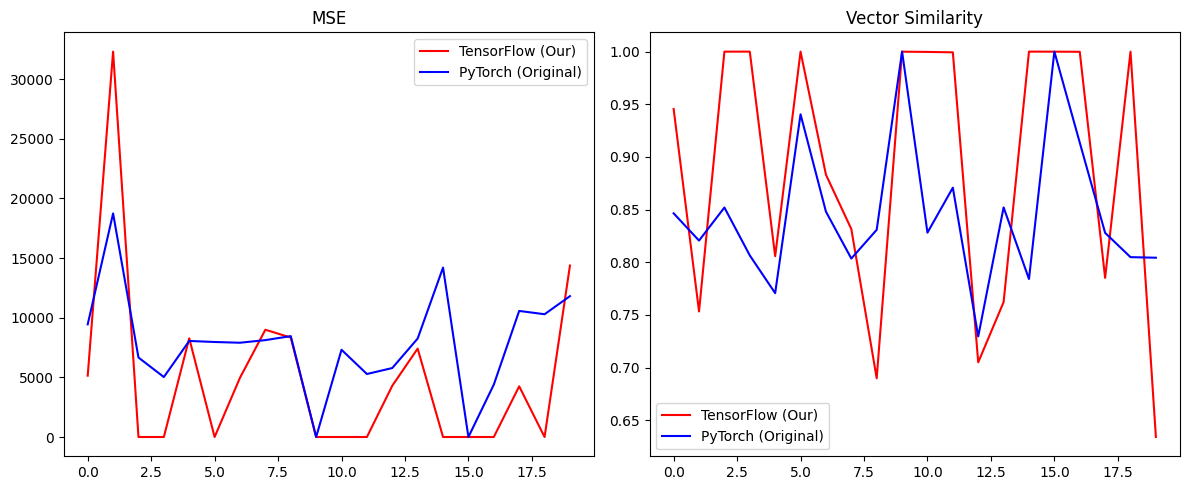 MSE
TensorFlow (Our)
PyTorch (Original)
30000
25000
20000
15000
10000
5000
0
0.0 2.5 5.0 7.5 10.0 12.5 15.0 17.5
Vector Similarity
1.00
0.95
0.90
0.85
0.80
0.75
0.70
0.65
TensorFlow (Our)
PyTorch (Original)
0.0 2.5 5.0 7.5 10.0 12.5 15.0 17.5